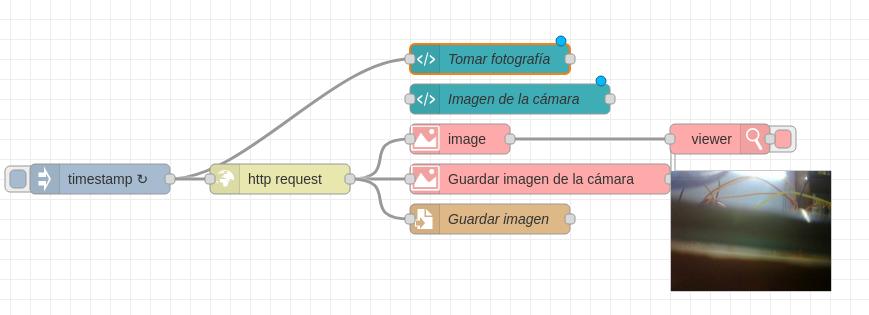 Tomar fotografía
Imagen de la cámara
image
viewer
timestamp ↻
http request
Guardar imagen de la cámara
Guardar imagen